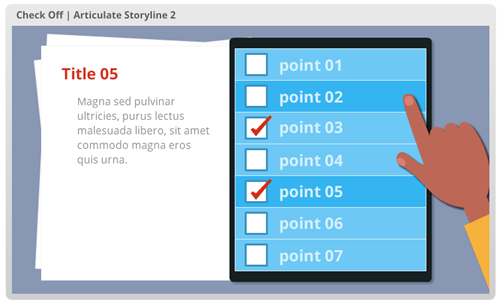 Check Off | Articulate Storyline 2
Title 05
Magna sed pulvinar
ultricies, purus lectus
malesuada libero, sit amet
commodo magna eros
quis urna.
point 01
point 02
point 03
point 04
point 05
point 06
point 07